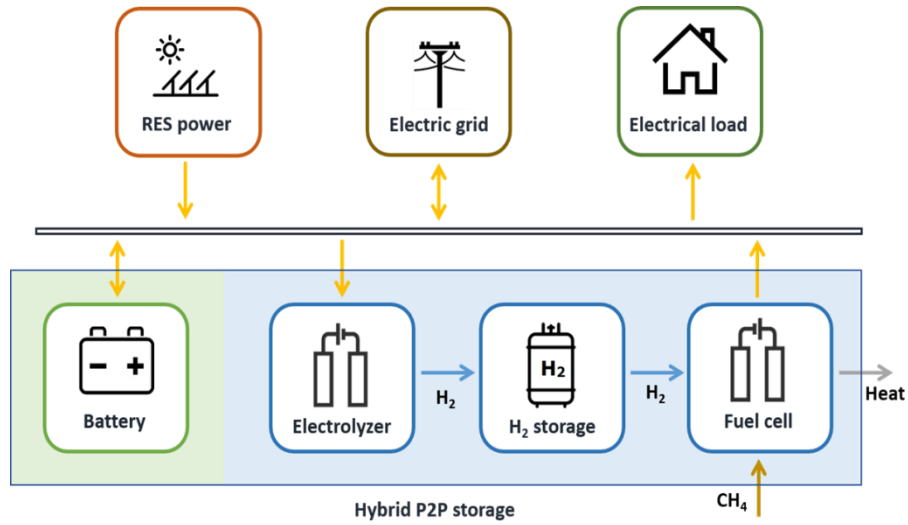 RES power
Electric grid
Electrical load
Battery
Electrolyzer
H₂
H₂
H₂ storage
H₂
Fuel cell
Heat
CH₄
Hybrid P2P storage